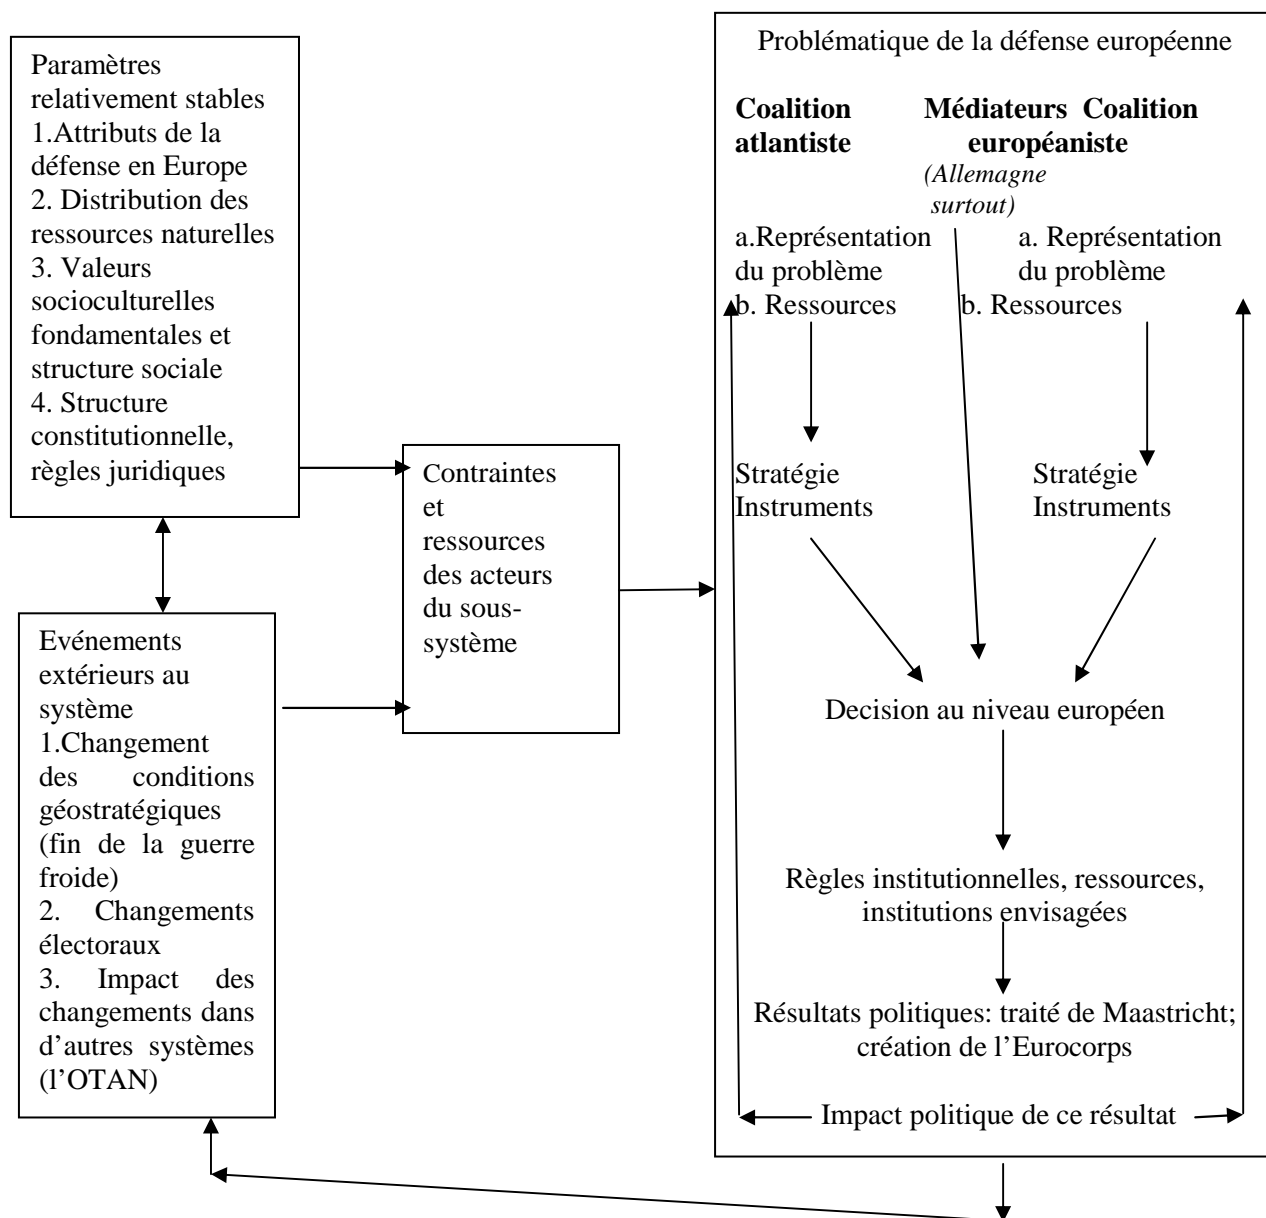 Paramètres
relativement stables
1.Attributs de la
défense en Europe
2. Distribution des
ressources naturelles
3. Valeurs
socioculturelles
fondamentales et
structure sociale
4. Structure
constitutionnelle,
règles juridiques
Evénements
extérieurs au
système
1.Changement
des conditions
géostratégiques
(fin de la guerre
froide)
2. Changements
électoraux
3. Impact des
changements dans
d’autres systèmes
(l’OTAN)
Contraintes
et
ressources
des acteurs
du sous-
système
Problématique de la défense européenne
Coalition Médiateurs Coalition
atlantiste européaniste
(Allemagne
surtout)
a.Représentation a. Représentation
du problème du problème
b. Ressources b. Ressources
Stratégie Stratégie
Instruments Instruments
Decision au niveau européen
Règles institutionnelles, ressources,
institutions envisagées
Résultats politiques: traité de Maastricht;
création de l’Eurocorps
Impact politique de ce résultat